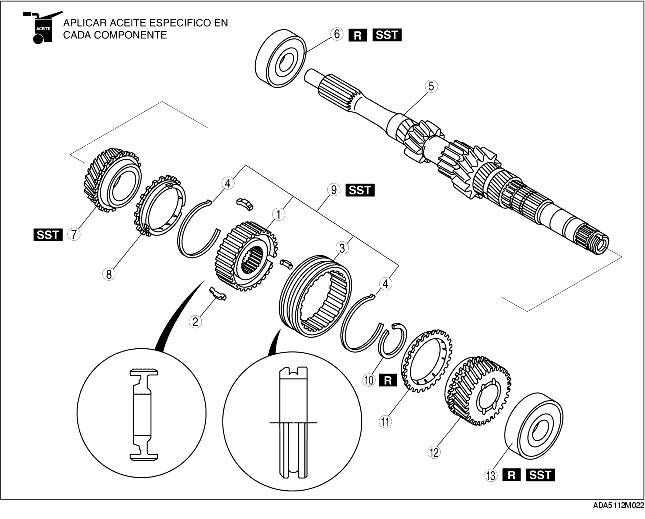 APLICAR ACEITE ESPECIFICO EN
CADA COMPONENTE
ACEITE
6 R SST
5
4
9 SST
1
SST 7
3
8
4
2
10 R
11
12
13 R SST
ADA5112M022